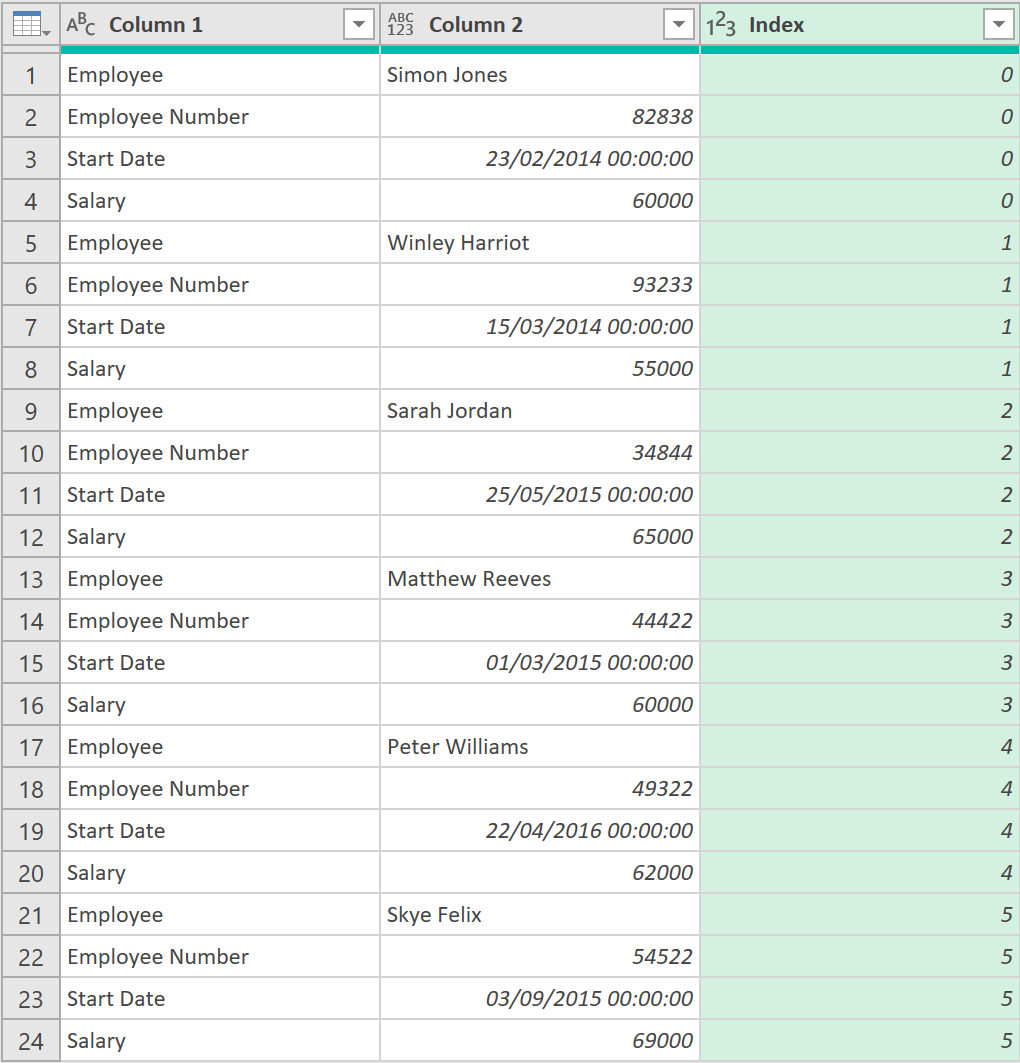 ABC Column 1 ABC 123 Column 2 123 Index
1 Employee Simon Jones 0
2 Employee Number 82838 0
3 Start Date 23/02/2014 00:00:00 0
4 Salary 60000 0
5 Employee Winley Harriot 1
6 Employee Number 93233 1
7 Start Date 15/03/2014 00:00:00 1
8 Salary 55000 1
9 Employee Sarah Jordan 2
10 Employee Number 34844 2
11 Start Date 25/05/2015 00:00:00 2
12 Salary 65000 2
13 Employee Matthew Reeves 3
14 Employee Number 44422 3
15 Start Date 01/03/2015 00:00:00 3
16 Salary 60000 3
17 Employee Peter Williams 4
18 Employee Number 49322 4
19 Start Date 22/04/2016 00:00:00 4
20 Salary 62000 4
21 Employee Skye Felix 5
22 Employee Number 54522 5
23 Start Date 03/09/2015 00:00:00 5
24 Salary 69000 5